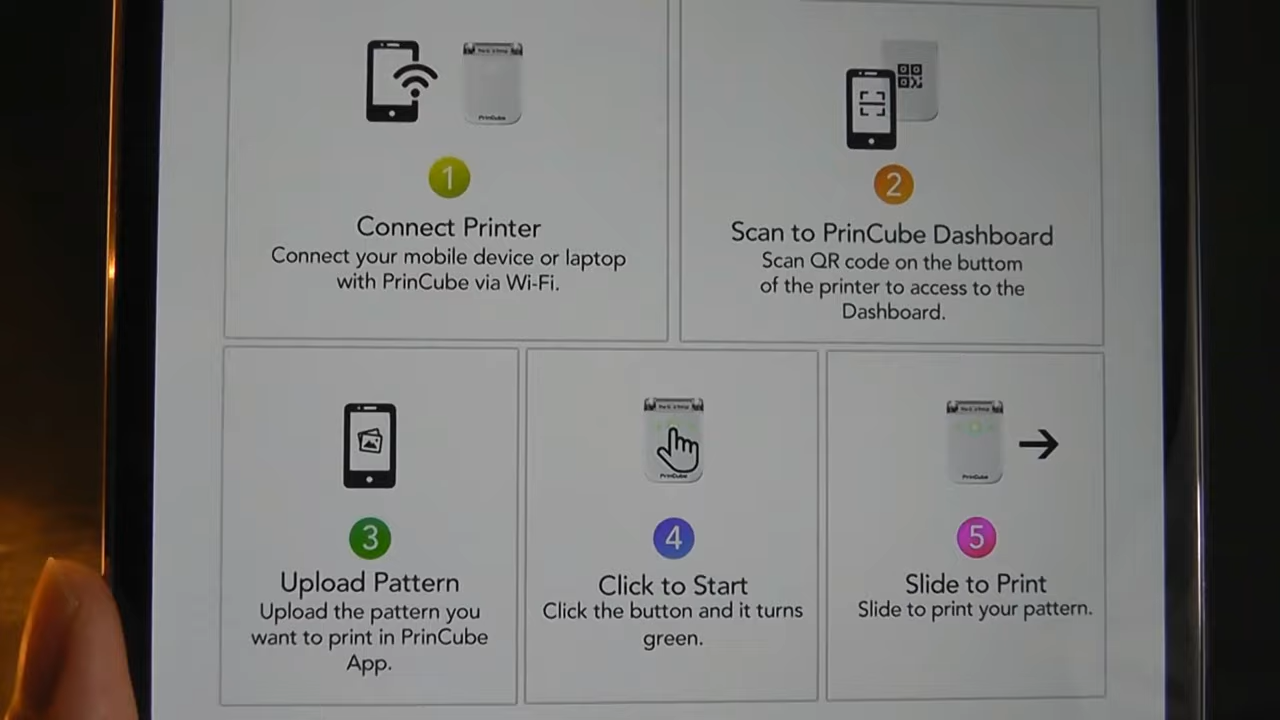 PrinCube
1
Connect Printer
Connect your mobile device or laptop
with PrinCube via Wi-Fi.
2
Scan to PrinCube Dashboard
Scan QR code on the buttom
of the printer to access to the
Dashboard.
3
Upload Pattern
Upload the pattern you
want to print in PrinCube
App.
PrinCube
4
Click to Start
Click the button and it turns
green.
PrinCube
5
Slide to Print
Slide to print your pattern.